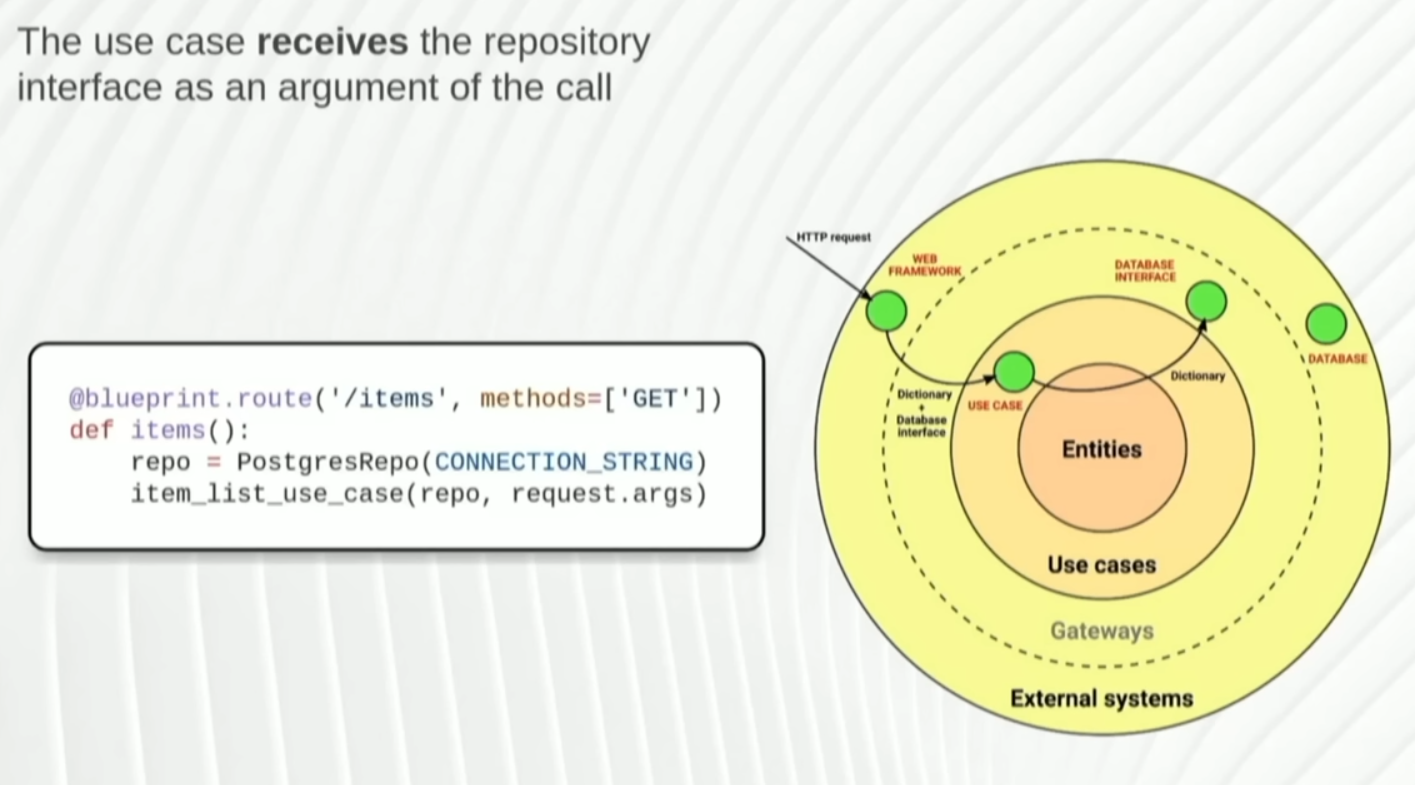 The use case receives the repository
interface as an argument of the call
@blueprint.route('/items', methods=['GET'])
def items():
    repo = PostgresRepo(CONNECTION_STRING)
    item_list_use_case(repo, request.args)
HTTP request
WEB
FRAMEWORK
DATABASE
INTERFACE
DATABASE
Dictionary
Dictionary
+
Database
interface
USE CASE
Entities
Use cases
Gateways
External systems